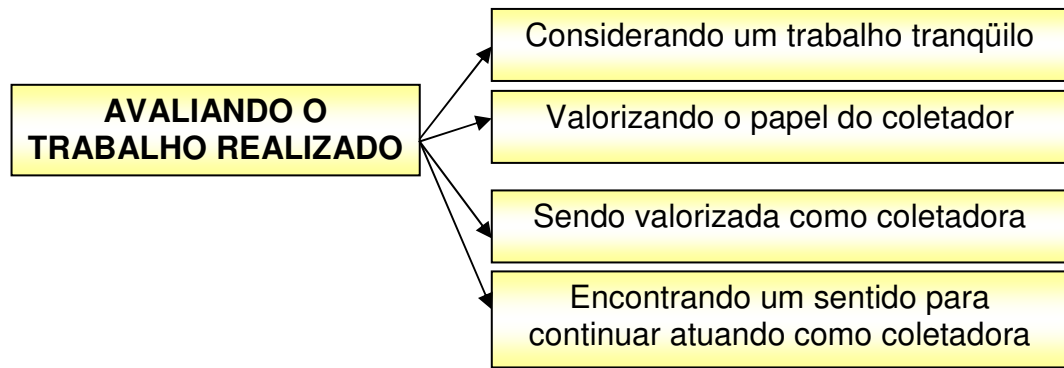 AVALIANDO O
TRABALHO REALIZADO
Considerando um trabalho tranqüilo
Valorizando o papel do coletador
Sendo valorizada como coletadora
Encontrando um sentido para
continuar atuando como coletadora